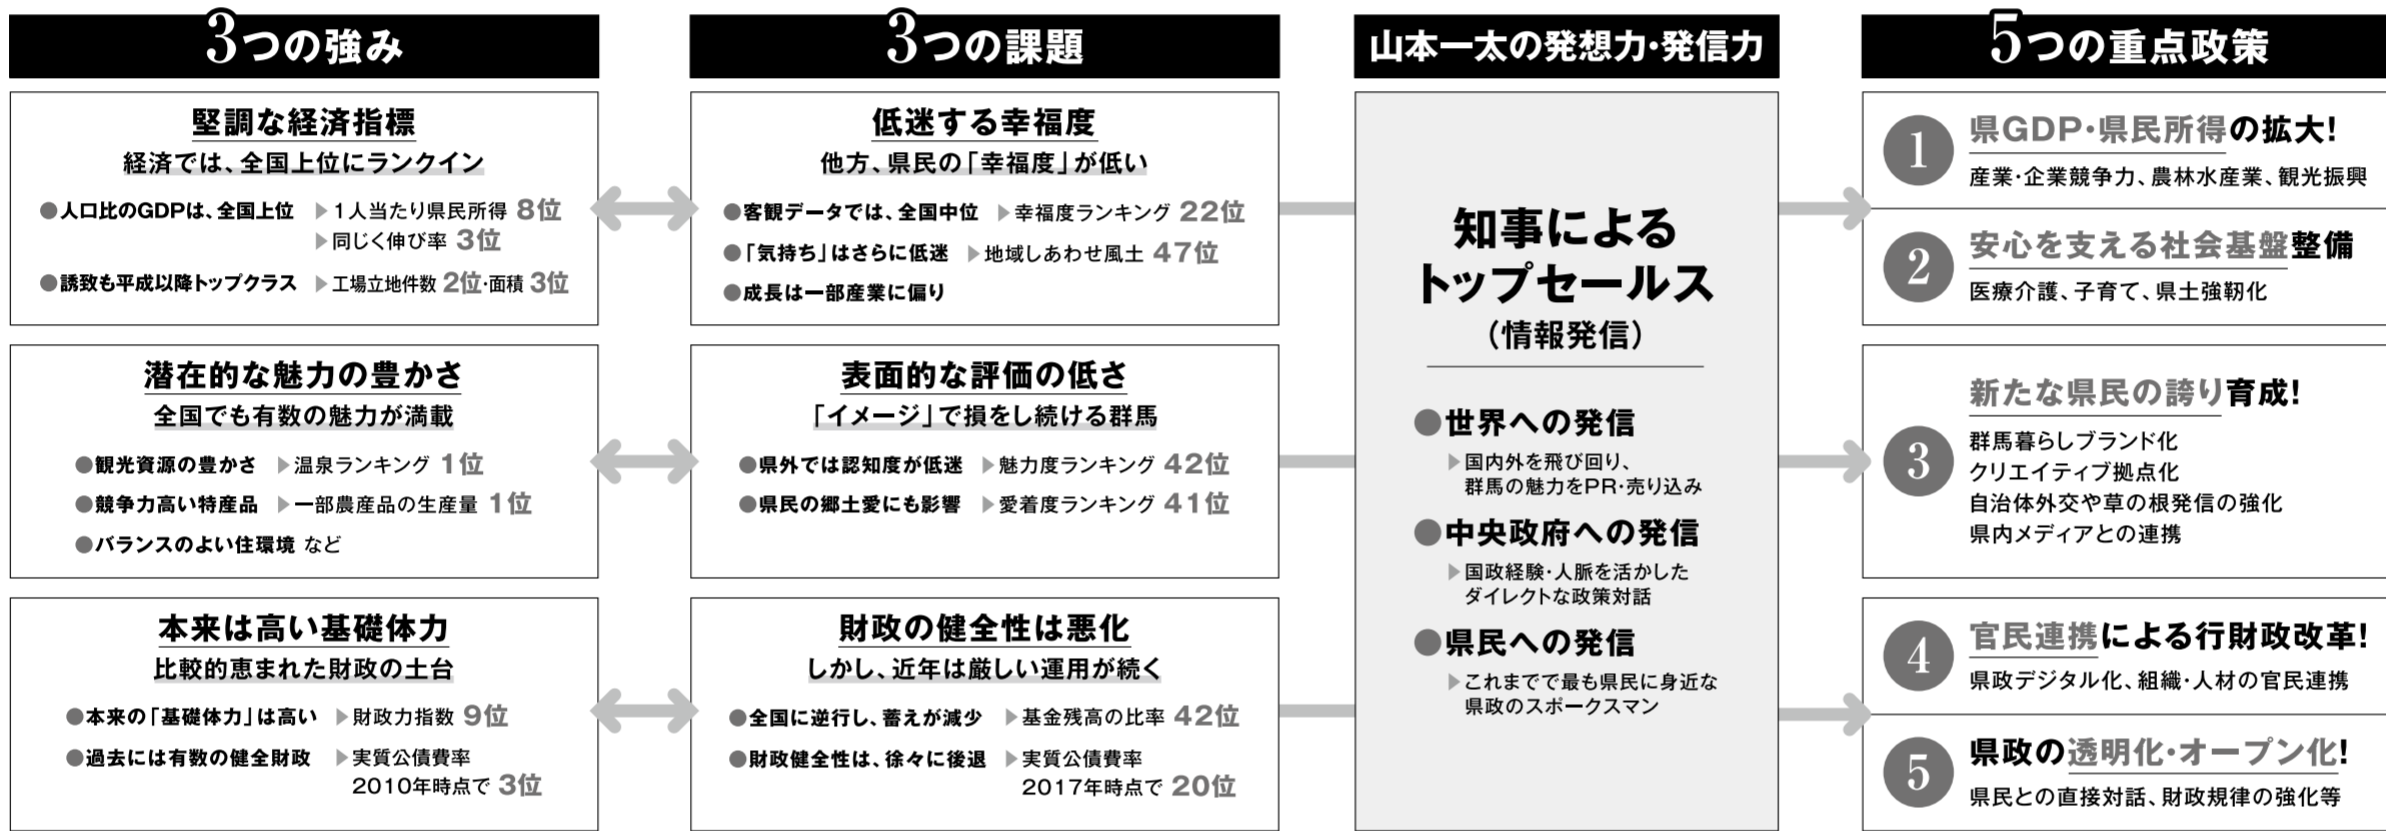 3つの強み
堅調な経済指標
経済では、全国上位にランクイン
●人口比のGDPは、全国上位 ▶1人当たり県民所得 8位
▶同じく伸び率 3位
●誘致も平成以降トップクラス ▶工場立地件数 2位・面積 3位
潜在的な魅力の豊かさ
全国でも有数の魅力が満載
●観光資源の豊かさ ▶温泉ランキング 1位
●競争力高い特産品 ▶一部農産品の生産量 1位
●バランスのよい住環境 など
本来は高い基礎体力
比較的恵まれた財政の土台
●本来の「基礎体力」は高い ▶財政力指数 9位
●過去には有数の健全財政 ▶実質公債費率
2010年時点で 3位
3つの課題
低迷する幸福度
他方、県民の「幸福度」が低い
●客観データでは、全国中位 ▶幸福度ランキング 22位
●「気持ち」はさらに低迷 ▶地域しあわせ風土 47位
●成長は一部産業に偏り
表面的な評価の低さ
「イメージ」で損をし続ける群馬
●県外では認知度が低迷 ▶魅力度ランキング 42位
●県民の郷土愛にも影響 ▶愛着度ランキング 41位
財政の健全性は悪化
しかし、近年は厳しい運用が続く
●全国に逆行し、蓄えが減少 ▶基金残高の比率 42位
●財政健全性は、徐々に後退 ▶実質公債費率
2017年時点で 20位
山本一太の発想力・発信力
知事による
トップセールス
（情報発信）
●世界への発信
▶国内外を飛び回り、
群馬の魅力をPR・売り込み
●中央政府への発信
▶国政経験・人脈を活かした
ダイレクトな政策対話
●県民への発信
▶これまでで最も県民に身近な
県政のスポークスマン
5つの重点政策
1 県GDP・県民所得の拡大!
産業・企業競争力、農林水産業、観光振興
2 安心を支える社会基盤整備
医療介護、子育て、県土強靭化
3 新たな県民の誇り育成!
群馬暮らしブランド化
クリエイティブ拠点化
自治体外交や草の根発信の強化
県内メディアとの連携
4 官民連携による行財政改革!
県政デジタル化、組織・人材の官民連携
5 県政の透明化・オープン化!
県民との直接対話、財政規律の強化等